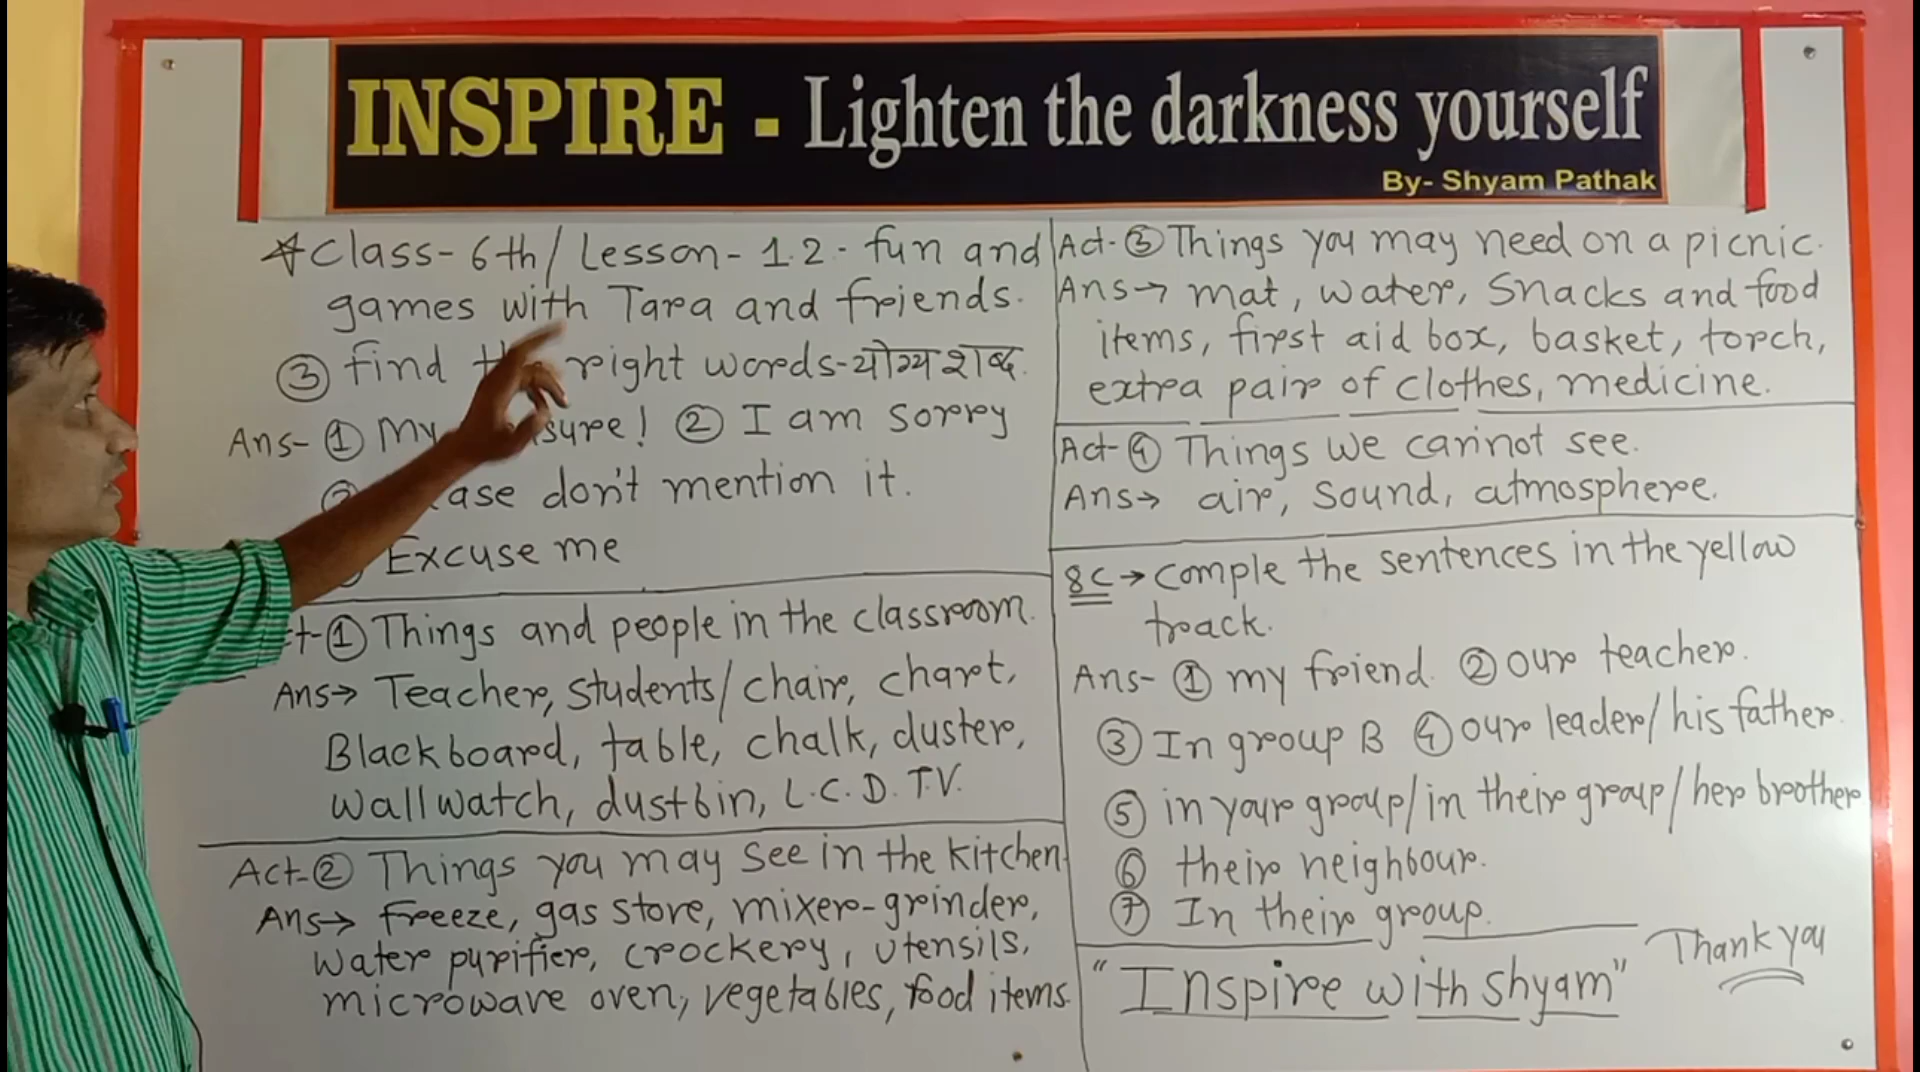 INSPIRE - Lighten the darkness yourself
By- Shyam Pathak
Class- 6th/ Lesson- 1.2 - fun and
games with Tara and friends.
③ find right words-योग्य शब्द.
Ans- ① My ! ② I am sorry
don't mention it.
Excuse me
① Things and people in the classroom.
Ans→ Teacher, students/ chair, chart,
Blackboard, table, chalk, duster,
wallwatch, dustbin, L.C.D. T.V.
Act-② Things you may see in the kitchen
Ans→ freeze, gas store, mixer-grinder,
water purifier, crockery, utensils,
microwave oven, vegetables, food items.
Act-③ Things you may need on a picnic.
Ans→ mat, water, snacks and food
items, first aid box, basket, torch,
extra pair of clothes, medicine.
Act-④ Things we cannot see.
Ans→ air, sound, atmosphere.
8C→ comple the sentences in the yellow
track.
Ans- ① my friend. ② our teacher.
③ In group B ④ our leader/ his father.
⑤ in your group/ in their group/ her brother
⑥ their neighbour.
⑦ In their group.
"Inspire with shyam"
Thank you